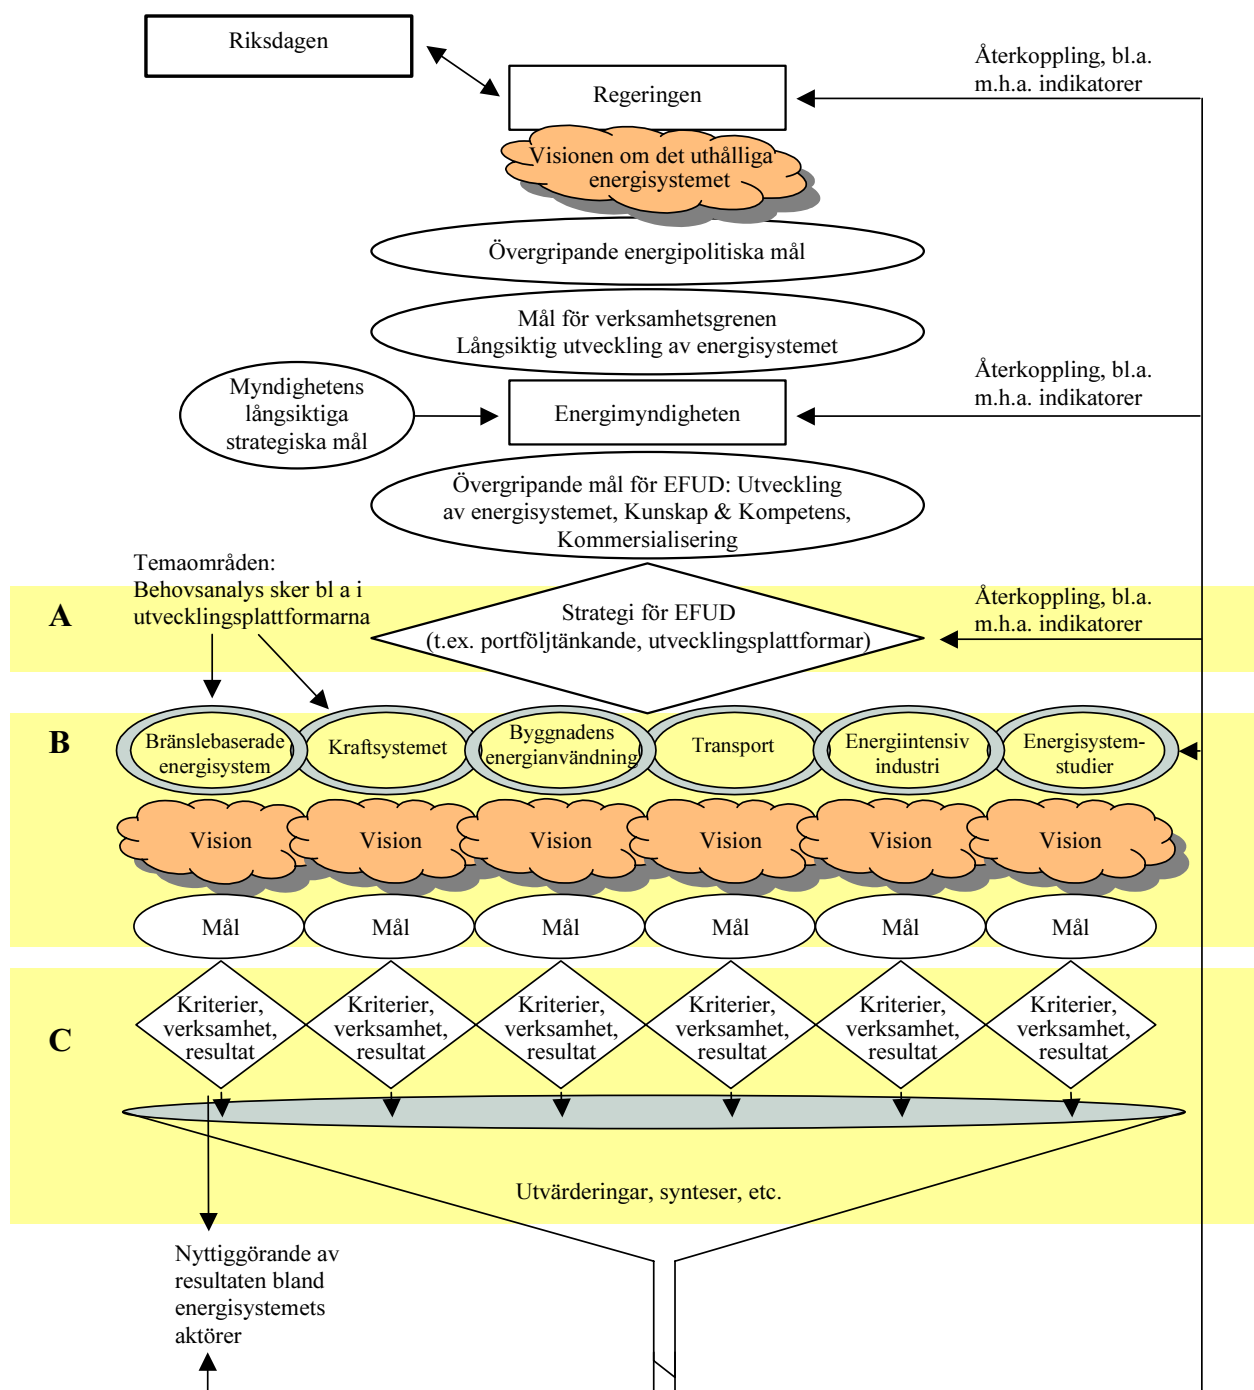 Riksdagen
Återkoppling, bl.a.
m.h.a. indikatorer
Regeringen
Visionen om det uthålliga
energisystemet
Övergripande energipolitiska mål
Mål för verksamhetsgrenen
Långsiktig utveckling av energisystemet
Återkoppling, bl.a.
m.h.a. indikatorer
Myndighetens
långsiktiga
strategiska mål
Energimyndigheten
Övergripande mål för EFUD: Utveckling
av energisystemet, Kunskap & Kompetens,
Kommersialisering
Temaområden:
Behovsanalys sker bl a i
utvecklingsplattformarna
A
Strategi för EFUD
(t.ex. portföljtänkande, utvecklingsplattformar)
Återkoppling, bl.a.
m.h.a. indikatorer
B
Bränslebaserade
energisystem
Kraftsystemet
Byggnadens
energianvändning
Transport
Energiintensiv
industri
Energisystem-
studier
Vision
Vision
Vision
Vision
Vision
Vision
Mål
Mål
Mål
Mål
Mål
Mål
C
Kriterier,
verksamhet,
resultat
Kriterier,
verksamhet,
resultat
Kriterier,
verksamhet,
resultat
Kriterier,
verksamhet,
resultat
Kriterier,
verksamhet,
resultat
Kriterier,
verksamhet,
resultat
Utvärderingar, synteser, etc.
Nyttiggörande av
resultaten bland
energisystemets
aktörer